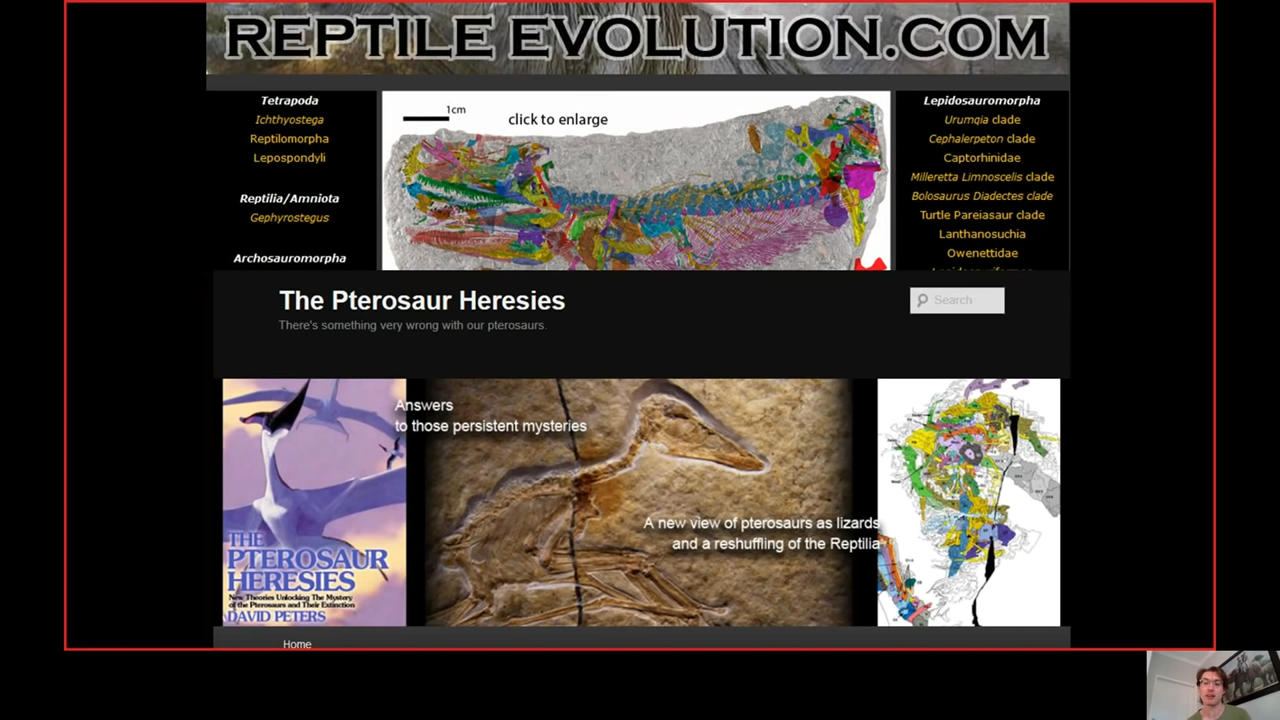 REPTILE EVOLUTION.COM
Tetrapoda
Ichthyostega
Reptilomorpha
Lepospondyli
Reptilia/Amniota
Gephyrostegus
Archosauromorpha
1cm
click to enlarge
Lepidosauromorpha
Urumqia clade
Cephalerpeton clade
Captorhinidae
Milleretta Limnoscelis clade
Bolosaurus Diadectes clade
Turtle Pareiasaur clade
Lanthanosuchia
Owenettidae
The Pterosaur Heresies
There's something very wrong with our pterosaurs.
Search
THE
PTEROSAUR
HERESIES
New Theories Unlocking The Mystery
of the Pterosaurs and Their Extinction
DAVID PETERS
Answers
to those persistent mysteries
A new view of pterosaurs as lizards
and a reshuffling of the Reptilia
Home